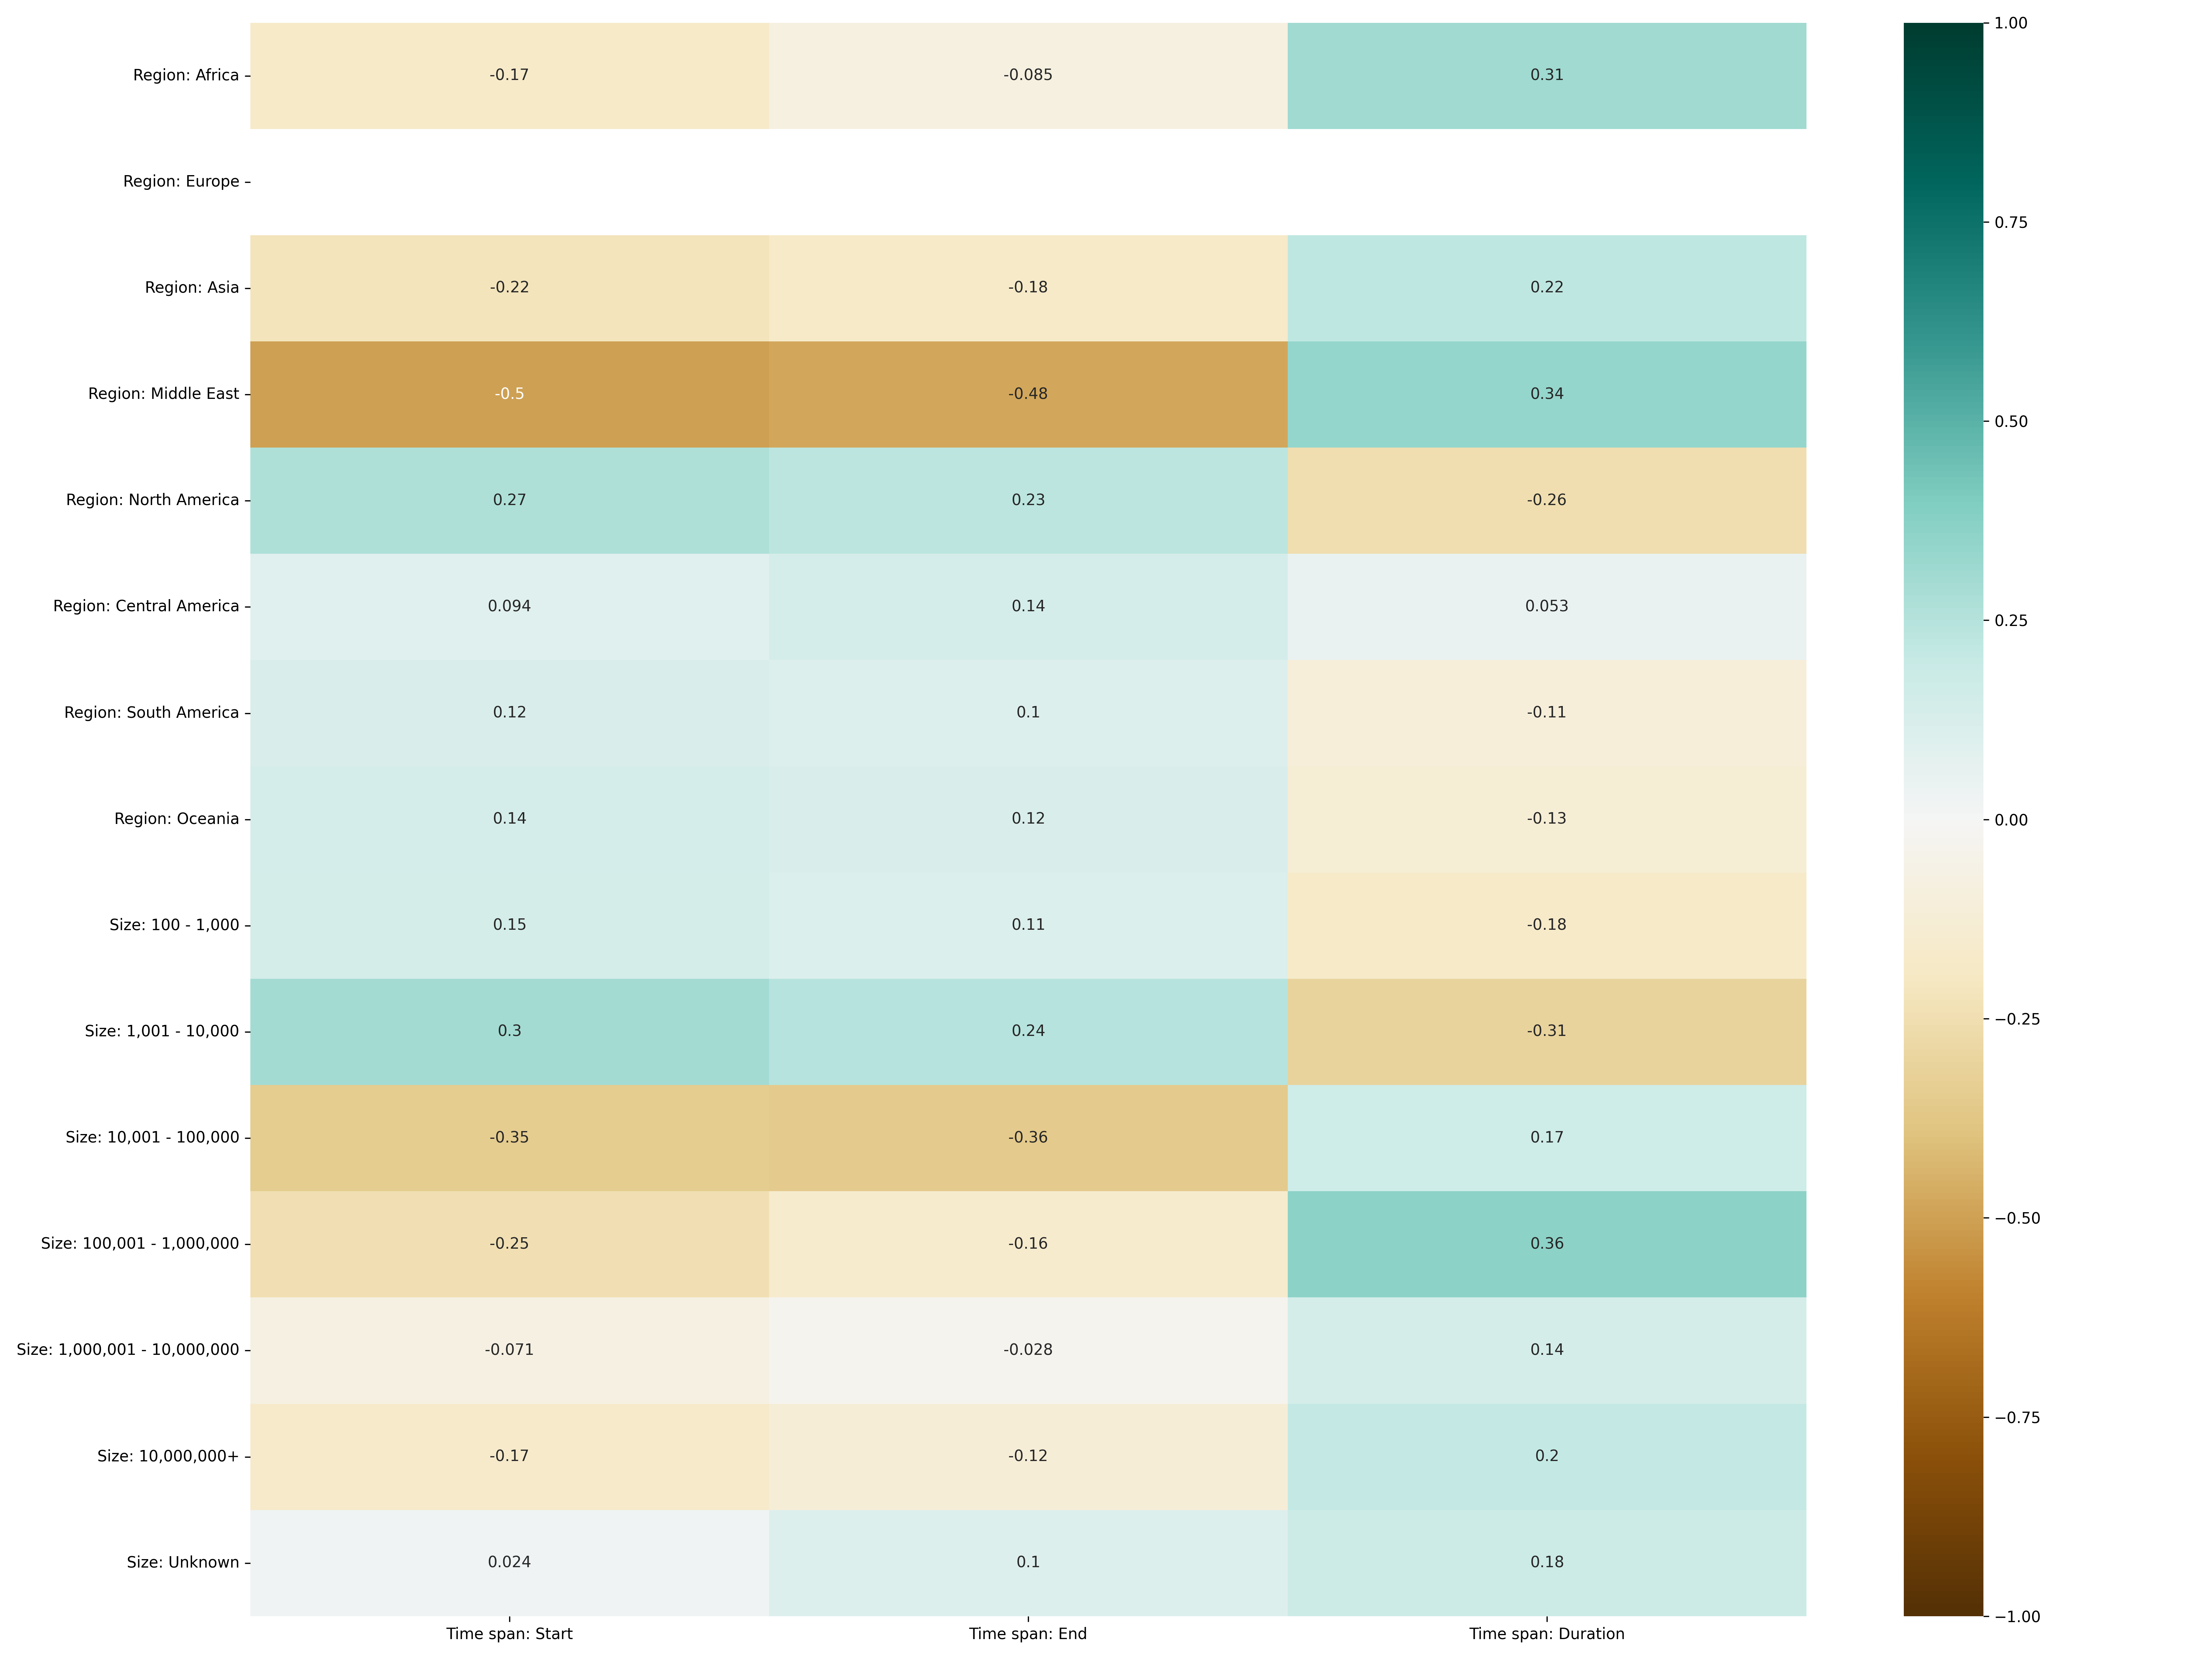 Region: Africa -0.17 -0.085 0.31
Region: Europe
Region: Asia -0.22 -0.18 0.22
Region: Middle East -0.5 -0.48 0.34
Region: North America 0.27 0.23 -0.26
Region: Central America 0.094 0.14 0.053
Region: South America 0.12 0.1 -0.11
Region: Oceania 0.14 0.12 -0.13
Size: 100 - 1,000 0.15 0.11 -0.18
Size: 1,001 - 10,000 0.3 0.24 -0.31
Size: 10,001 - 100,000 -0.35 -0.36 0.17
Size: 100,001 - 1,000,000 -0.25 -0.16 0.36
Size: 1,000,001 - 10,000,000 -0.071 -0.028 0.14
Size: 10,000,000+ -0.17 -0.12 0.2
Size: Unknown 0.024 0.1 0.18
Time span: Start Time span: End Time span: Duration
1.00
0.75
0.50
0.25
0.00
−0.25
−0.50
−0.75
−1.00